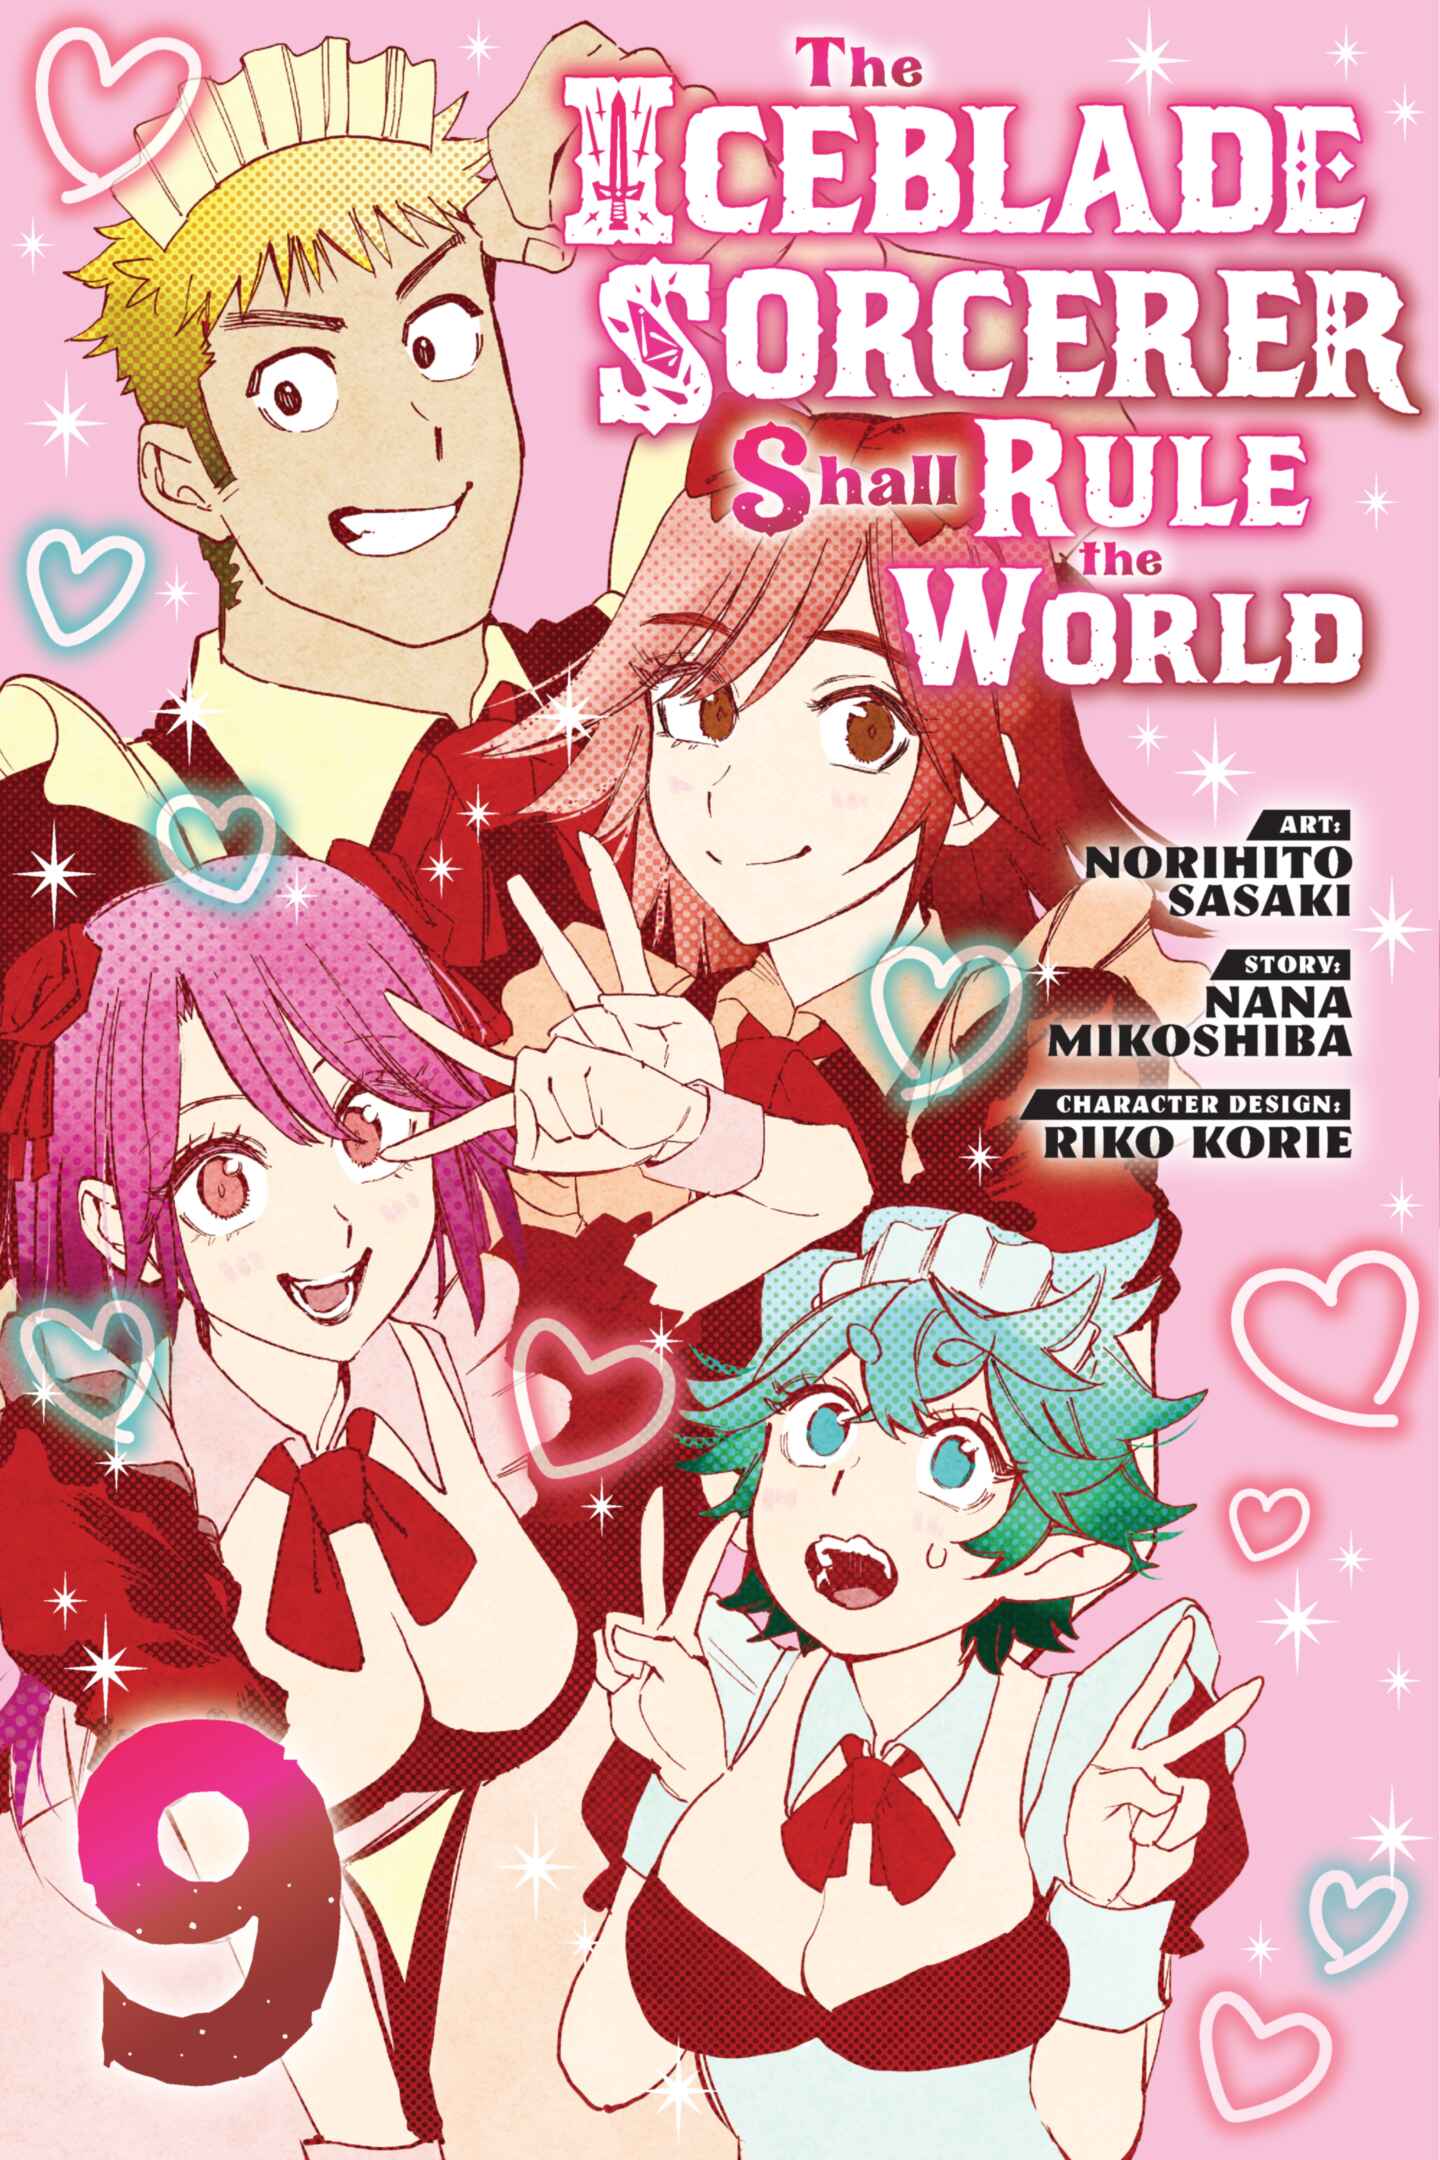 The
ICEBLADE
SORCERER
Shall RULE
the
WORLD
ART:
NORIHITO
SASAKI
STORY:
NANA
MIKOSHIBA
CHARACTER DESIGN:
RIKO KORIE
9